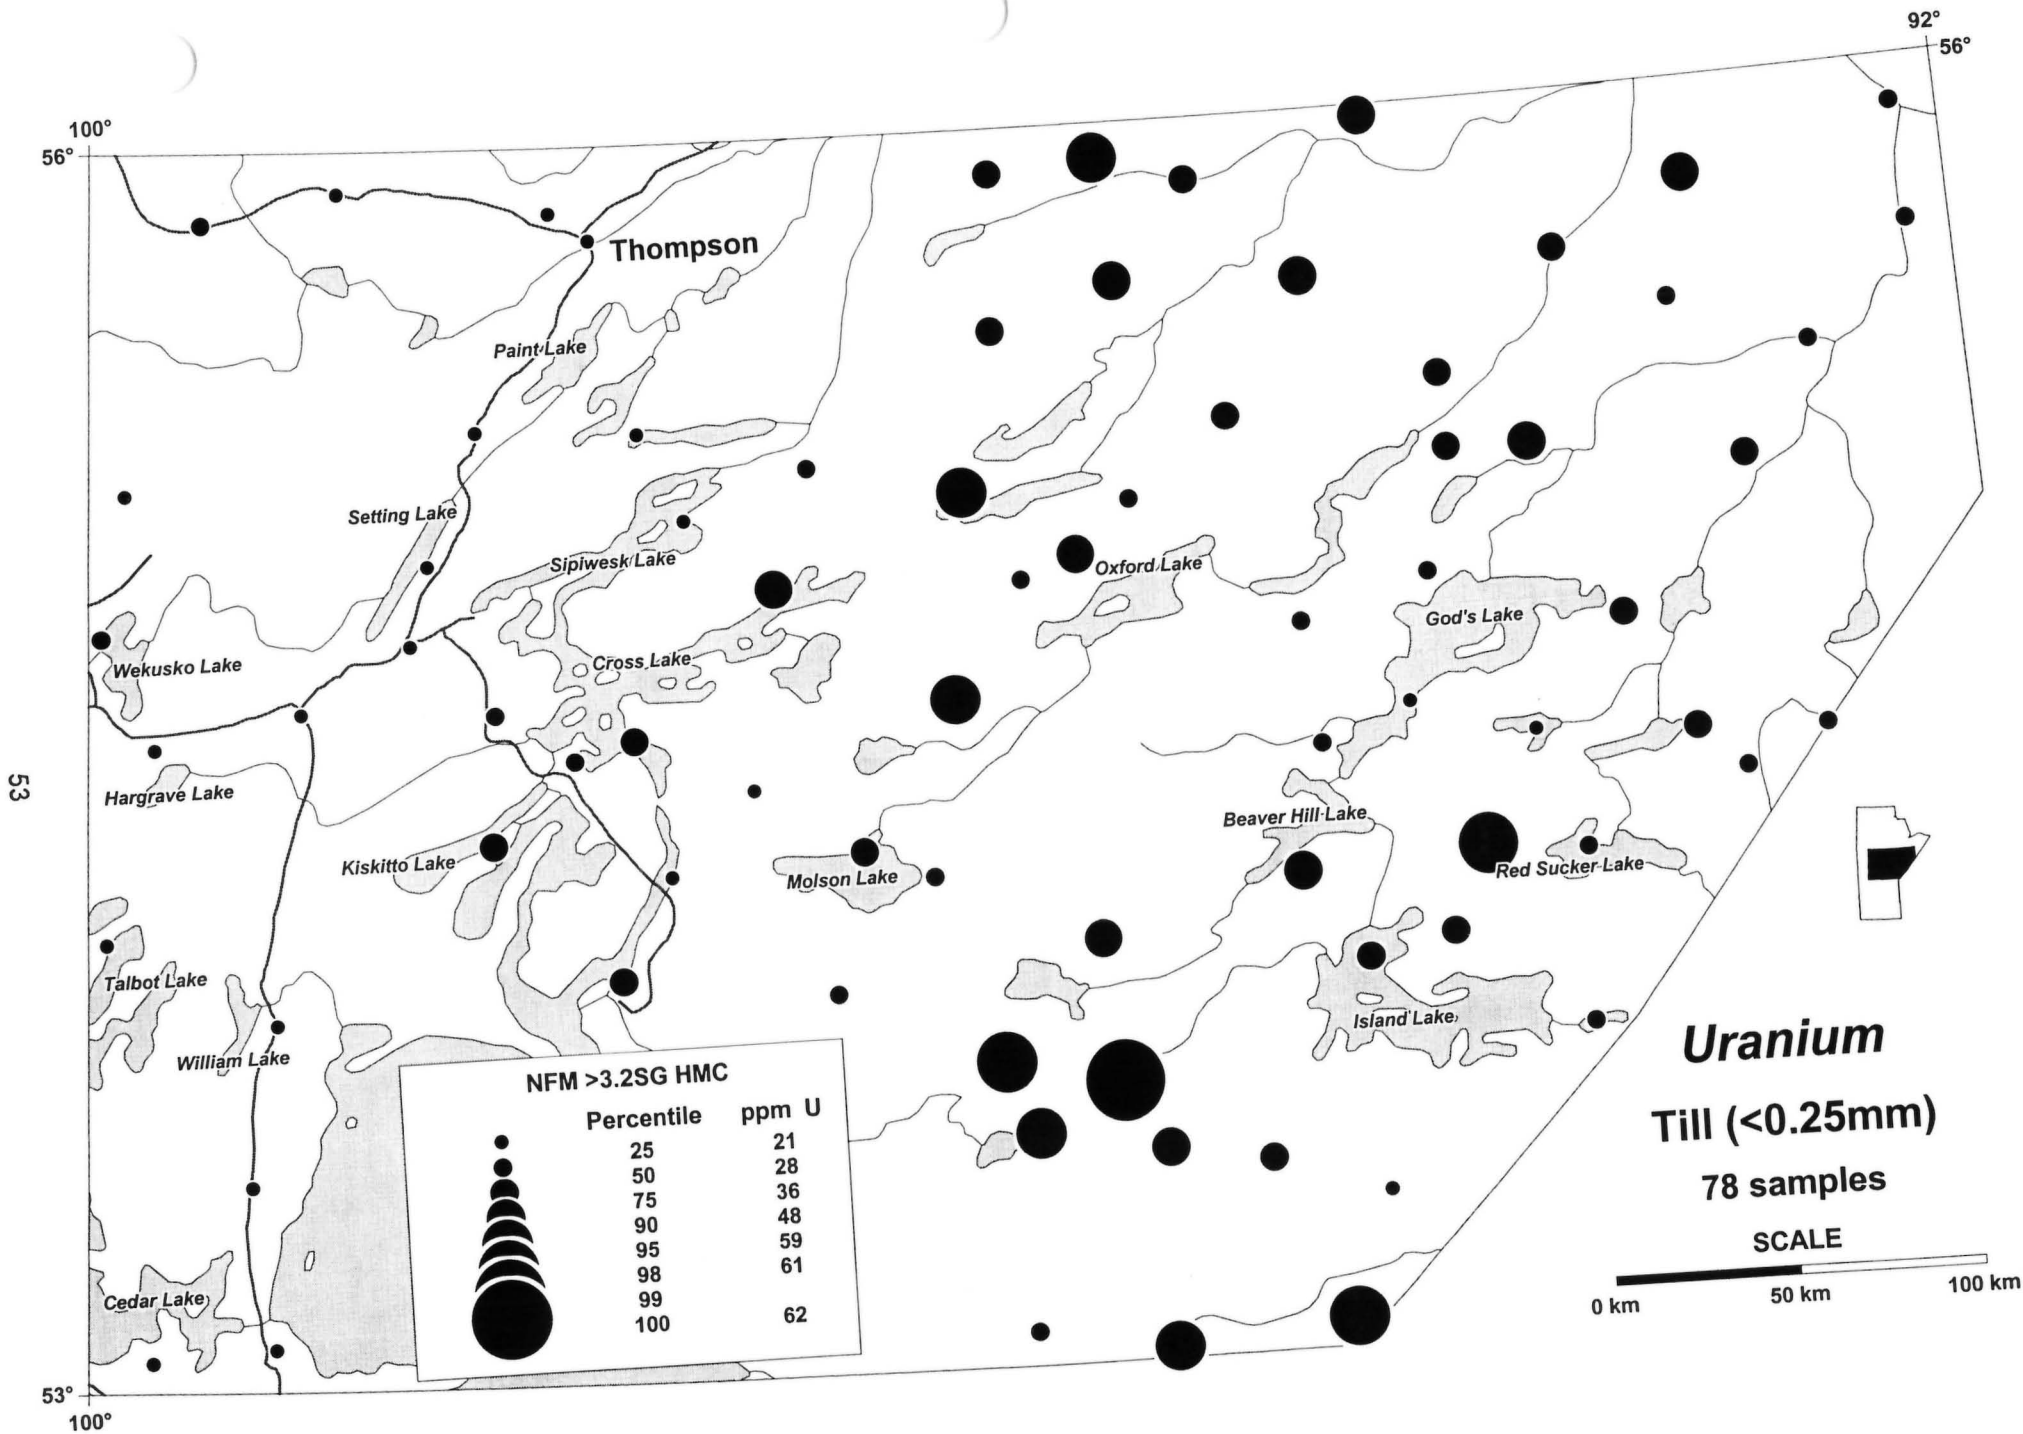 92°
56°
100°
56°
Thompson
Paint Lake
Setting Lake
Sipiwesk Lake
Oxford Lake
God's Lake
Wekusko Lake
Cross Lake
Hargrave Lake
53
Beaver Hill Lake
Kiskitto Lake
Molson Lake
Red Sucker Lake
Talbot Lake
Island Lake
William Lake
Cedar Lake
NFM >3.2SG HMC
Percentile ppm U
25 21
50 28
75 36
90 48
95 59
98 61
99
100 62
Uranium
Till (<0.25mm)
78 samples
SCALE
0 km 50 km 100 km
53°
100°